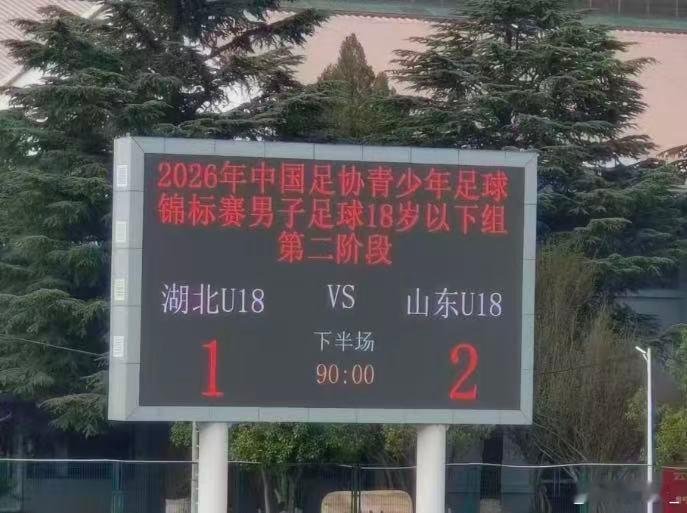 2026年中国足协青少年足球
锦标赛男子足球18岁以下组
第二阶段
湖北U18 VS 山东U18
下半场
1 90:00 2